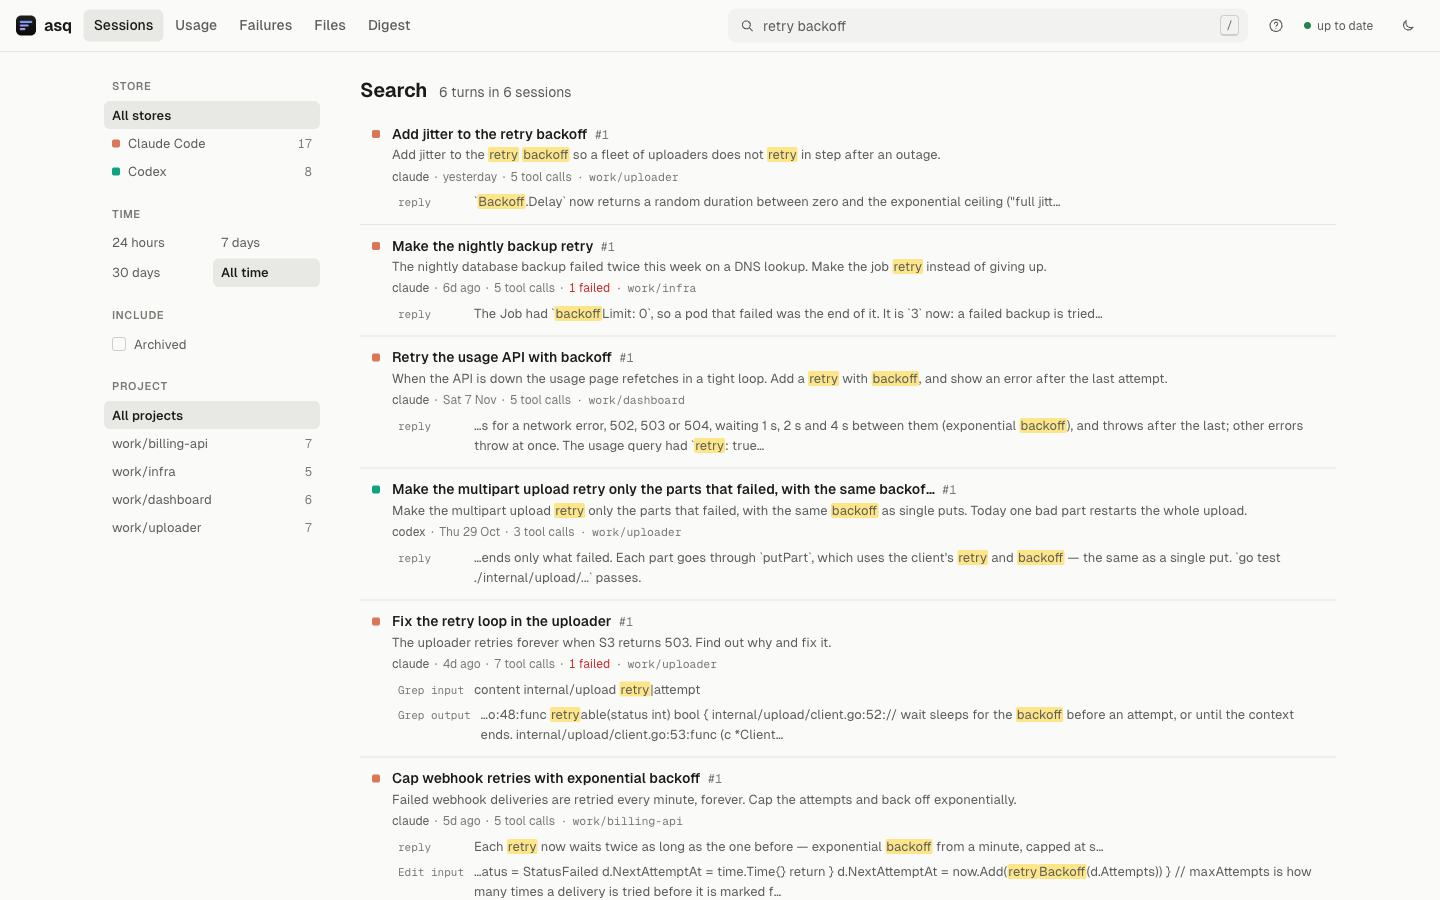 asq
Sessions
Usage
Failures
Files
Digest
retry backoff
/
up to date
STORE
All stores
Claude Code 17
Codex 8
TIME
24 hours 7 days
30 days All time
INCLUDE
Archived
PROJECT
All projects
work/billing-api 7
work/infra 5
work/dashboard 6
work/uploader 7
Search 6 turns in 6 sessions
Add jitter to the retry backoff #1
Add jitter to the retry backoff so a fleet of uploaders does not retry in step after an outage.
claude · yesterday · 5 tool calls · work/uploader
reply `Backoff.Delay` now returns a random duration between zero and the exponential ceiling ("full jitt…
Make the nightly backup retry #1
The nightly database backup failed twice this week on a DNS lookup. Make the job retry instead of giving up.
claude · 6d ago · 5 tool calls · 1 failed · work/infra
reply The Job had `backoffLimit: 0`, so a pod that failed was the end of it. It is `3` now: a failed backup is tried…
Retry the usage API with backoff #1
When the API is down the usage page refetches in a tight loop. Add a retry with backoff, and show an error after the last attempt.
claude · Sat 7 Nov · 5 tool calls · work/dashboard
reply …s for a network error, 502, 503 or 504, waiting 1 s, 2 s and 4 s between them (exponential backoff), and throws after the last; other errors
throw at once. The usage query had `retry: true…
Make the multipart upload retry only the parts that failed, with the same backof… #1
Make the multipart upload retry only the parts that failed, with the same backoff as single puts. Today one bad part restarts the whole upload.
codex · Thu 29 Oct · 3 tool calls · work/uploader
reply …ends only what failed. Each part goes through `putPart`, which uses the client's retry and backoff — the same as a single put. `go test
./internal/upload/...` passes.
Fix the retry loop in the uploader #1
The uploader retries forever when S3 returns 503. Find out why and fix it.
claude · 4d ago · 7 tool calls · 1 failed · work/uploader
Grep input content internal/upload retry|attempt
Grep output …o:48:func retryable(status int) bool { internal/upload/client.go:52:// wait sleeps for the backoff before an attempt, or until the context
ends. internal/upload/client.go:53:func (c *Client…
Cap webhook retries with exponential backoff #1
Failed webhook deliveries are retried every minute, forever. Cap the attempts and back off exponentially.
claude · 5d ago · 5 tool calls · work/billing-api
reply Each retry now waits twice as long as the one before — exponential backoff from a minute, capped at s…
Edit input …atus = StatusFailed d.NextAttemptAt = time.Time{} return } d.NextAttemptAt = now.Add(retryBackoff(d.Attempts)) } // maxAttempts is how
many times a delivery is tried before it is marked f…